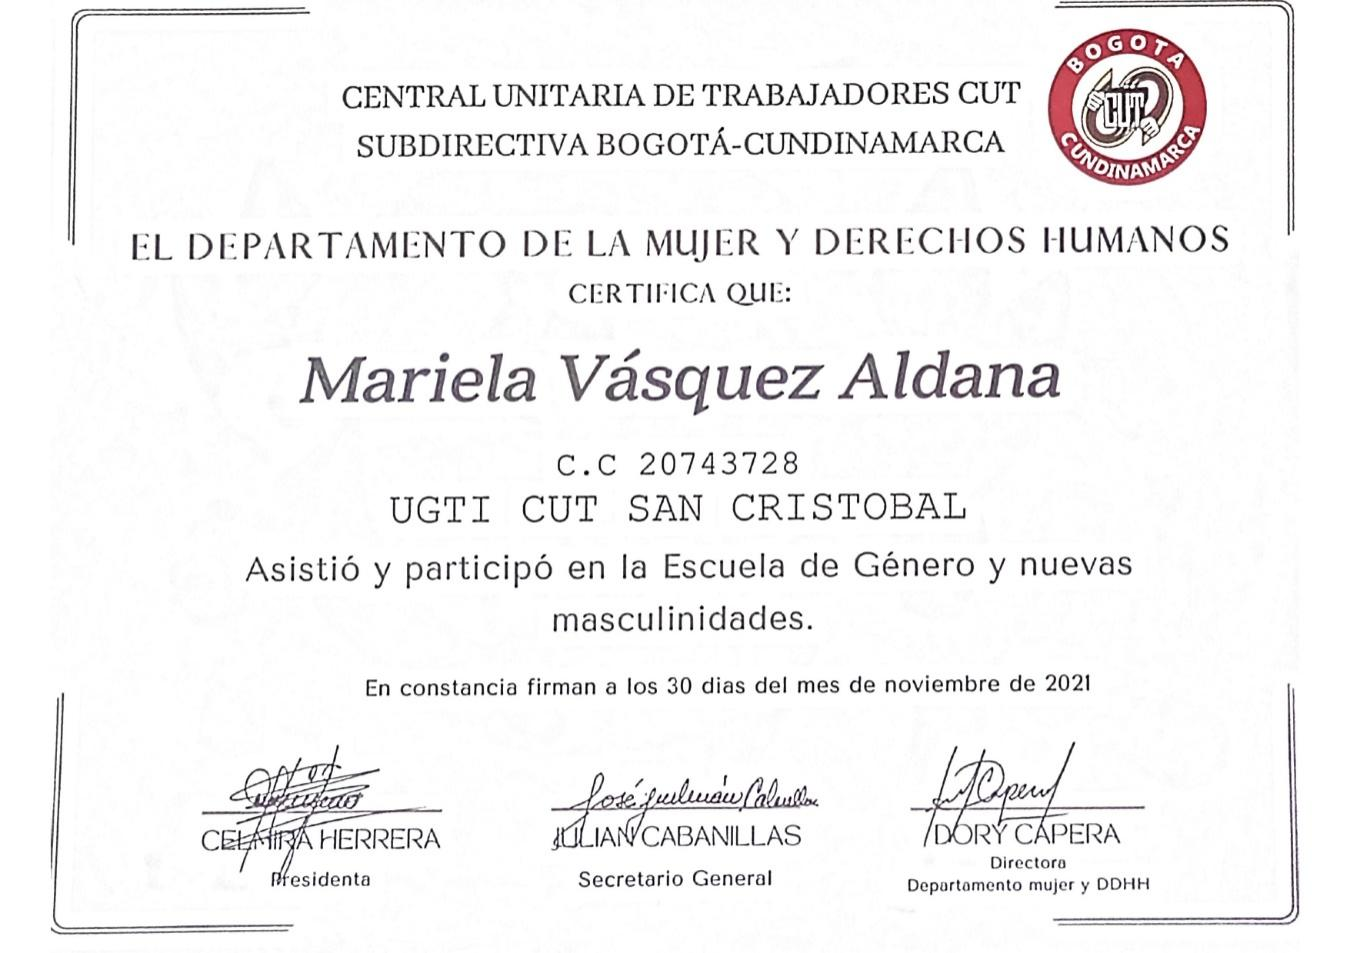 CENTRAL UNITARIA DE TRABAJADORES CUT
SUBDIRECTIVA BOGOTÁ-CUNDINAMARCA
BOGOTA
CUT
CUNDINAMARCA
EL DEPARTAMENTO DE LA MUJER Y DERECHOS HUMANOS
CERTIFICA QUE:
Mariela Vásquez Aldana
C.C 20743728
UGTI CUT SAN CRISTOBAL
Asistió y participó en la Escuela de Género y nuevas
masculinidades.
En constancia firman a los 30 dias del mes de noviembre de 2021
CELMIRA HERRERA
Presidenta
JULIAN CABANILLAS
Secretario General
DORY CAPERA
Directora
Departamento mujer y DDHH